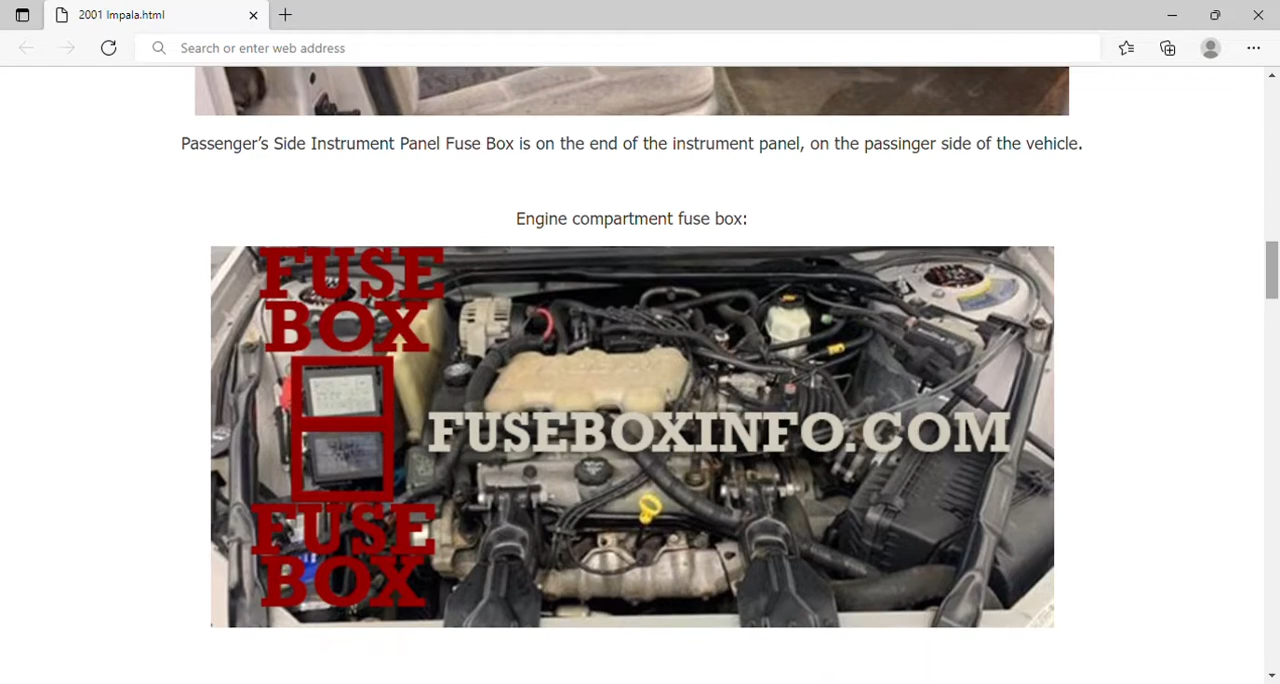 2001 Impala.html
Search or enter web address
Passenger’s Side Instrument Panel Fuse Box is on the end of the instrument panel, on the passinger side of the vehicle.
Engine compartment fuse box:
FUSE
BOX
FUSEBOXINFO.COM
FUSE
BOX